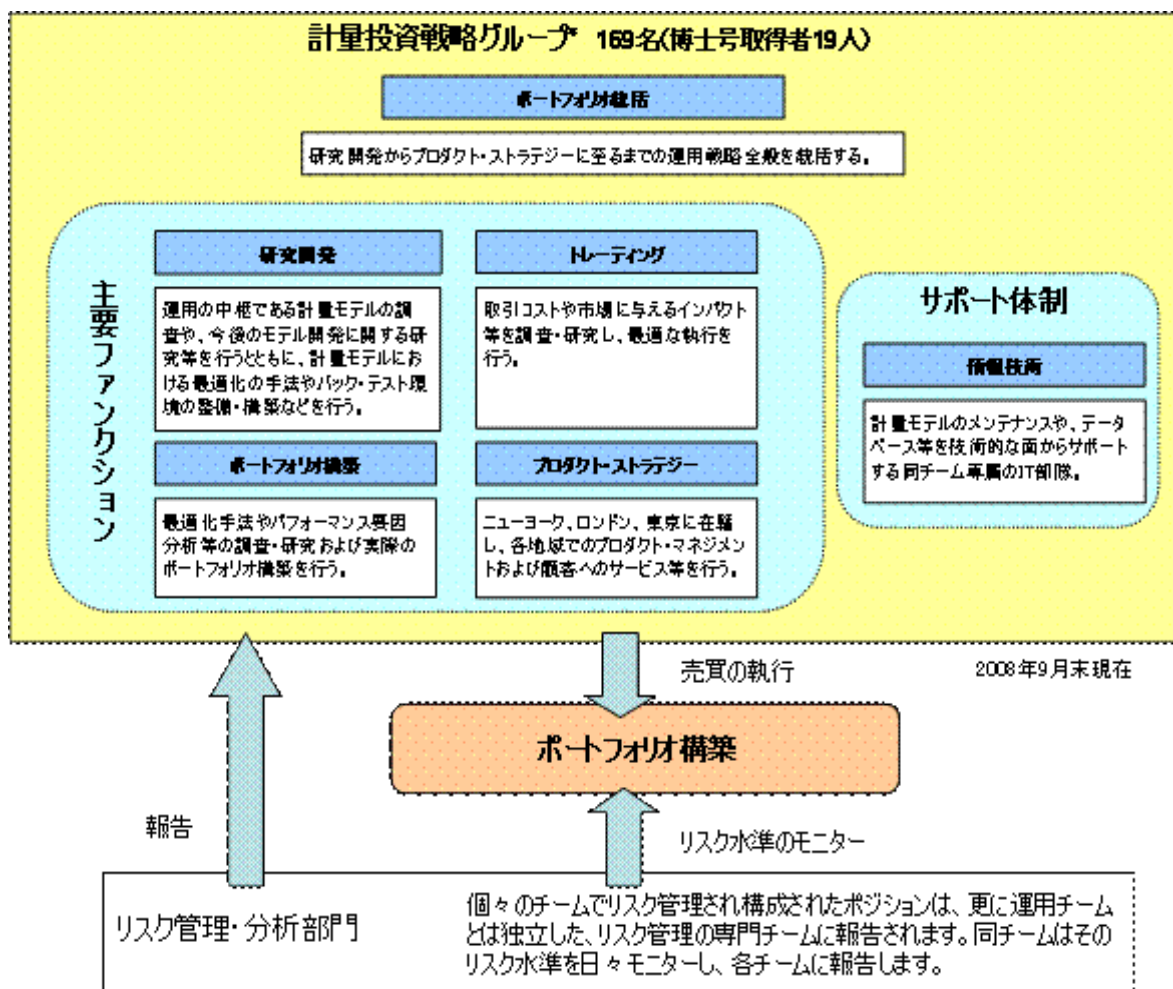 計量投資戦略グループ 169名(博士号取得者19人)
ポートフォリオ統括
研究開発からプロダクト・ストラテジーに至るまでの運用戦略全般を統括する。
主要ファンクション
研究開発
運用の中枢である計量モデルの調
査や、今後のモデル開発に関する研
究等を行うとともに、計量モデルにお
ける最適化の手法やバック・テスト環
境の整備・構築などを行う。
トレーディング
取引コストや市場に与えるインパクト
等を調査・研究し、最適な執行を
行う。
ポートフォリオ構築
最適化手法やパフォーマンス要因
分析等の調査・研究および実際の
ポートフォリオ構築を行う。
プロダクト・ストラテジー
ニューヨーク、ロンドン、東京に在籍
し、各地域でのプロダクト・マネジメン
トおよび顧客へのサービス等を行う。
サポート体制
情報技術
計量モデルのメンテナンスや、データ
ベース等を技術的な面からサポート
する同チーム専属のIT部隊。
売買の執行
2008年9月末現在
ポートフォリオ構築
報告
リスク水準のモニター
リスク管理・分析部門
個々のチームでリスク管理され構成されたポジションは、更に運用チーム
とは独立した、リスク管理の専門チームに報告されます。同チームはその
リスク水準を日々モニターし、各チームに報告します。